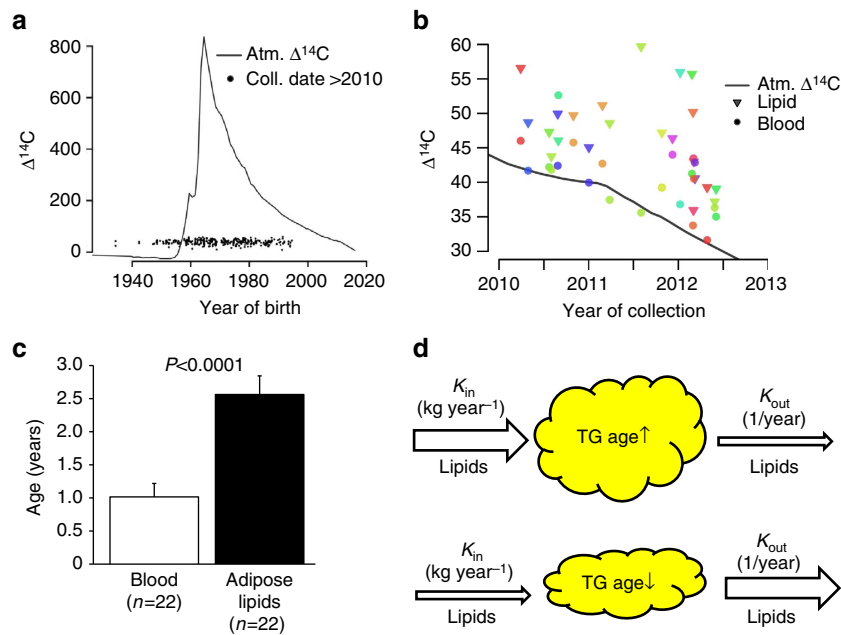 a
800
600
400
200
0
Δ¹⁴C
Atm. Δ¹⁴C
Coll. date >2010
1940
1960
1980
2000
2020
Year of birth
b
60
55
50
45
40
35
30
Δ¹⁴C
Atm. Δ¹⁴C
Lipid
Blood
2010
2011
2012
2013
Year of collection
c
3.0
2.5
2.0
1.5
1.0
0.5
0
Age (years)
P<0.0001
Blood
(n=22)
Adipose
lipids
(n=22)
d
Kin
(kg year⁻¹)
Lipids
TG age↑
Kout
(1/year)
Lipids
Kin
(kg year⁻¹)
Lipids
TG age↓
Kout
(1/year)
Lipids